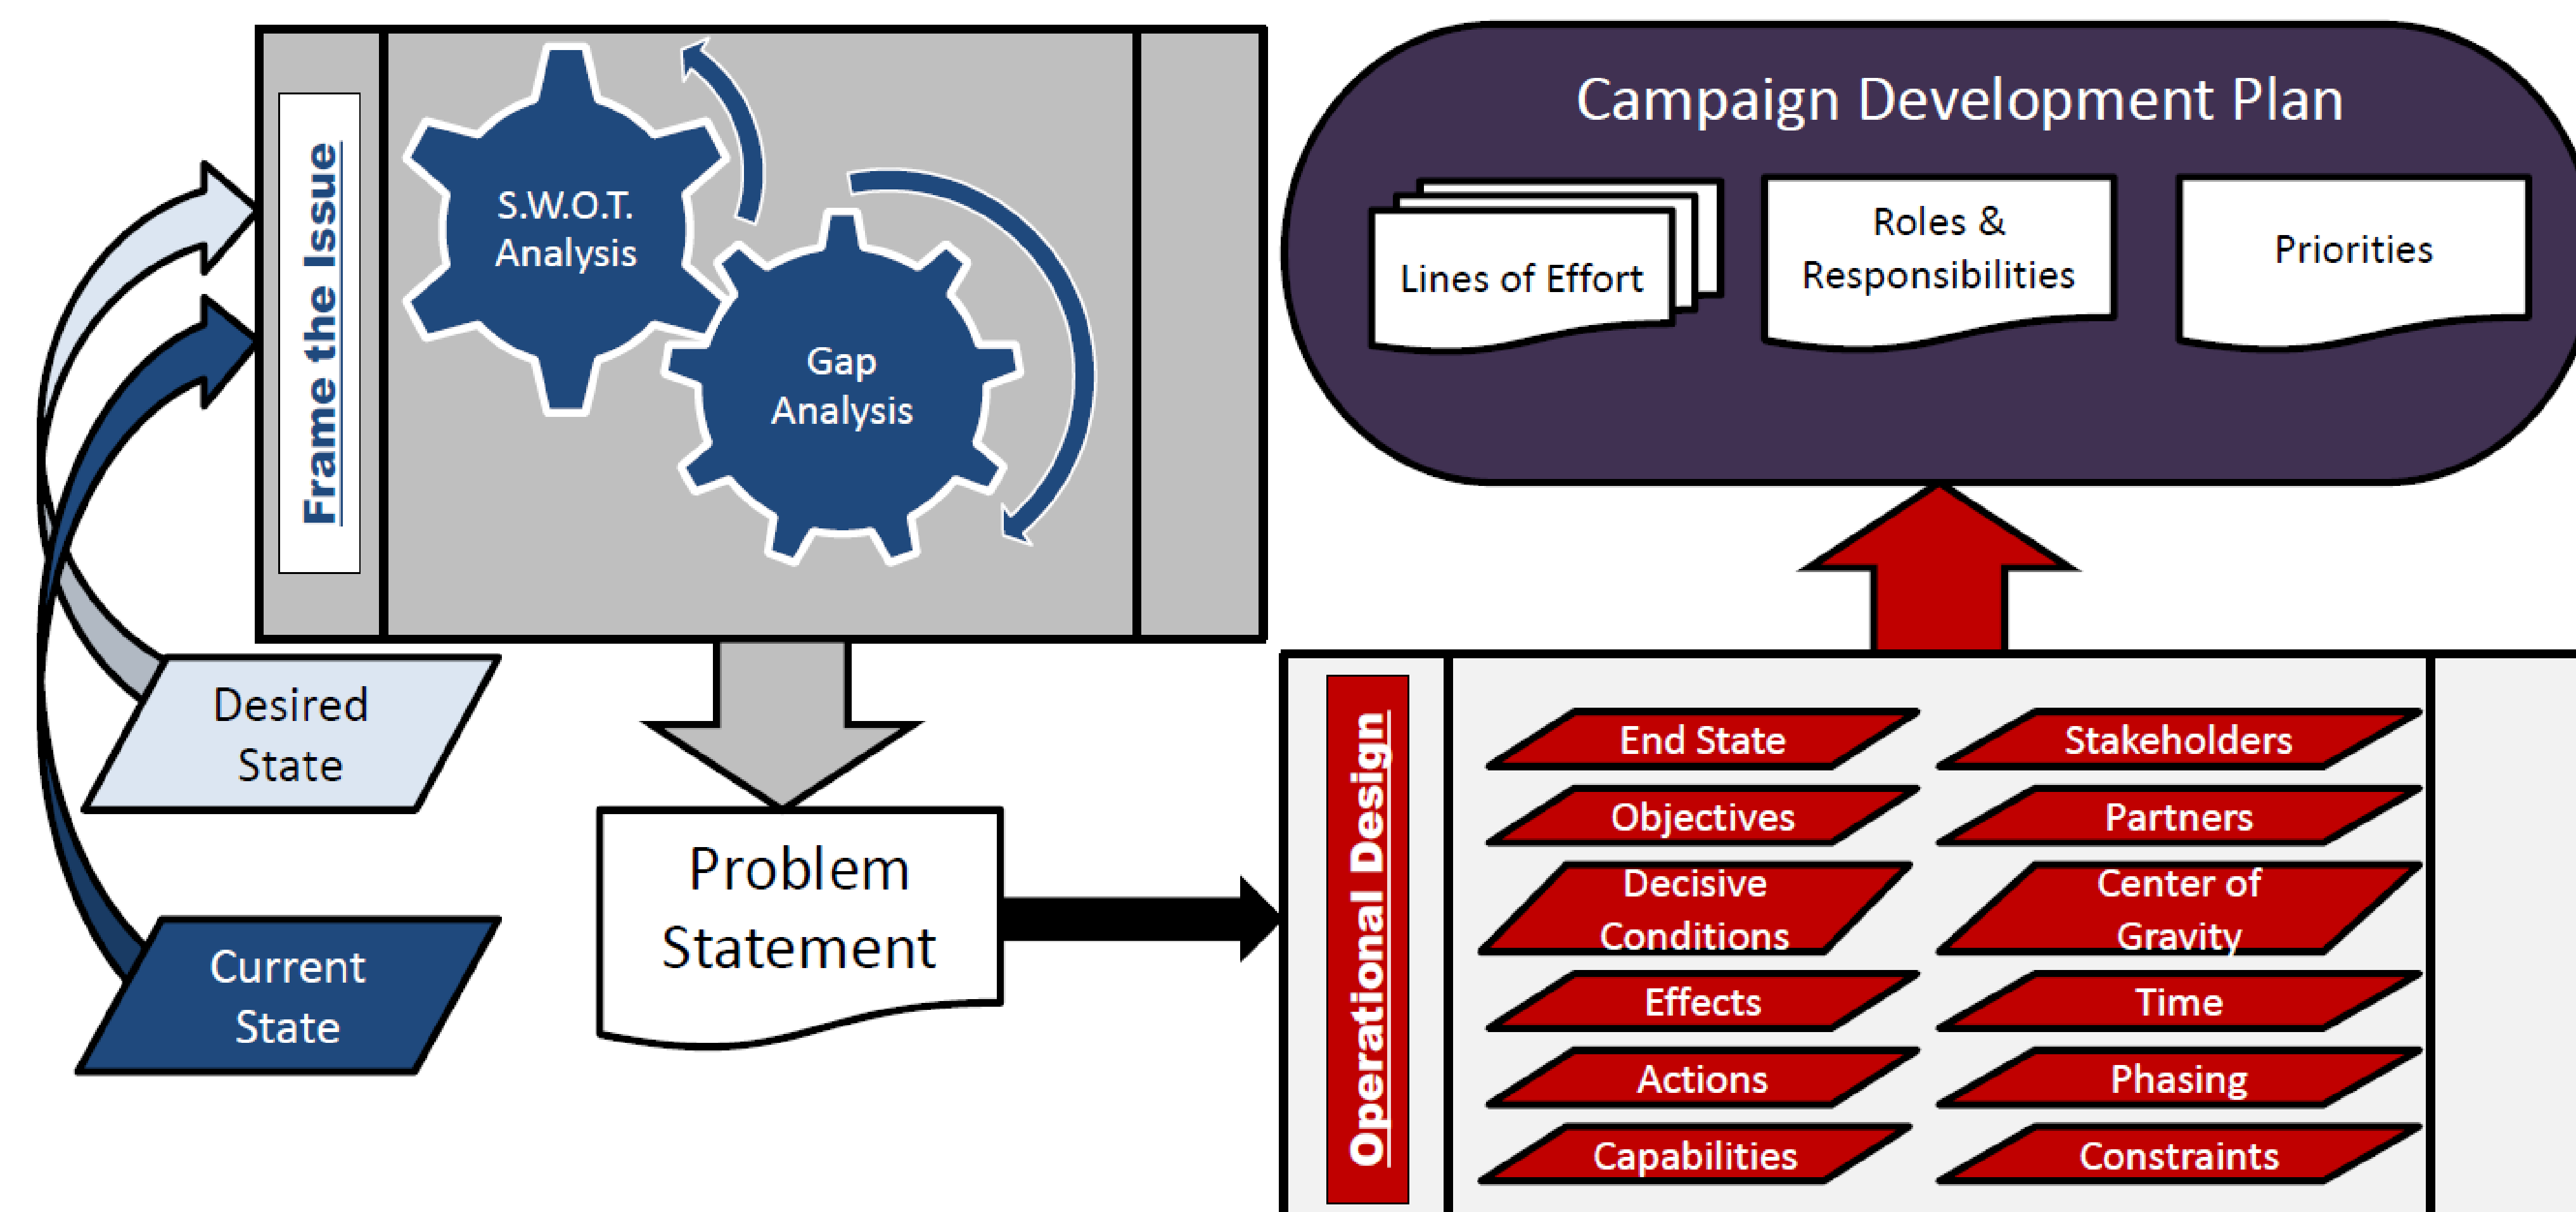 Frame the Issue
S.W.O.T.
Analysis
Gap
Analysis
Desired
State
Current
State
Problem
Statement
Campaign Development Plan
Lines of Effort
Roles &
Responsibilities
Priorities
Operational Design
End State
Objectives
Decisive
Conditions
Effects
Actions
Capabilities
Stakeholders
Partners
Center of
Gravity
Time
Phasing
Constraints